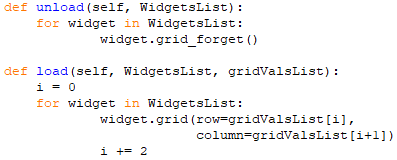 def unload(self, WidgetsList):
    for widget in WidgetsList:
            widget.grid_forget()

def load(self, WidgetsList, gridValsList):
    i = 0
    for widget in WidgetsList:
            widget.grid(row=gridValsList[i],
                        column=gridValsList[i+1])
            i += 2